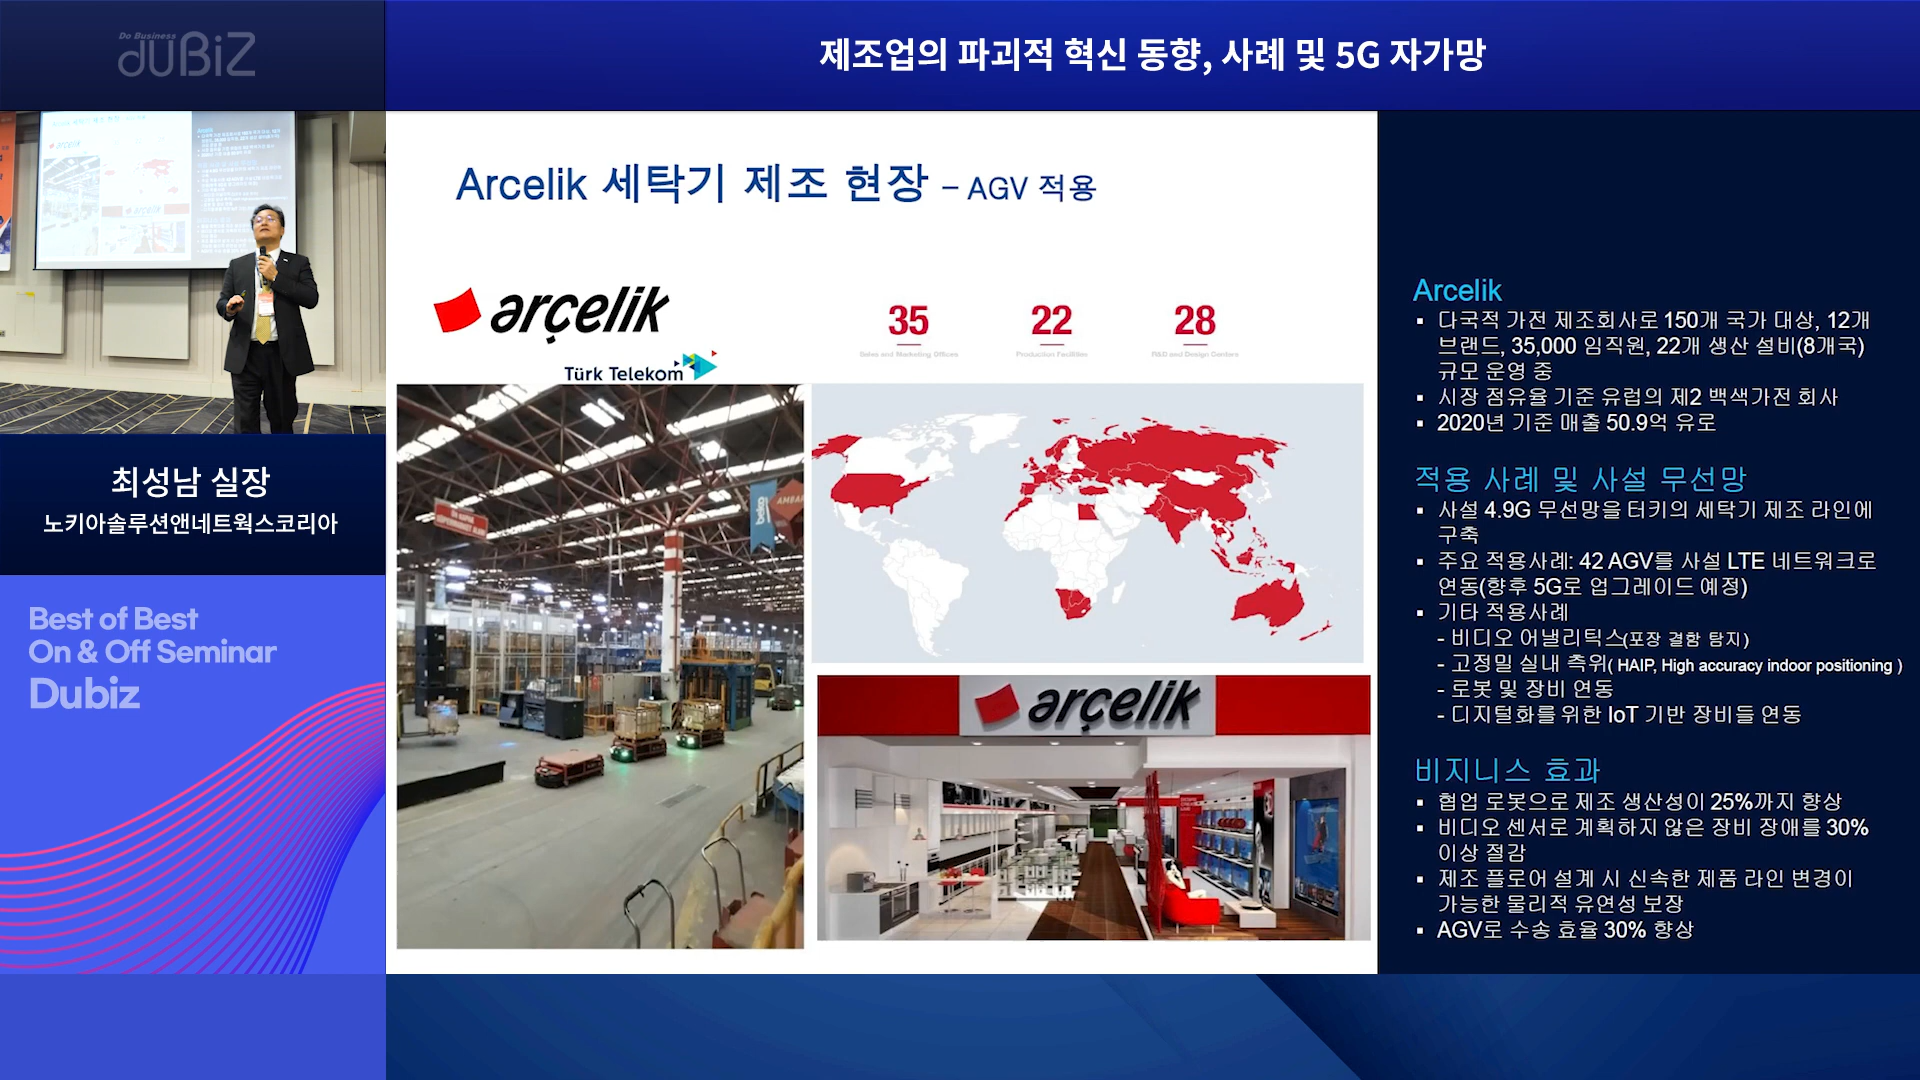 Do Business
duBiZ
제조업의 파괴적 혁신 동향, 사례 및 5G 자가망
최성남 실장
노키아솔루션앤네트웍스코리아
Best of Best
On & Off Seminar
Dubiz
Arcelik 세탁기 제조 현장 – AGV 적용
arçelik
Türk Telekom
35
Sales and Marketing Offices
22
Production Facilities
28
R&D and Design Centers
beko
arçelik
Arcelik
▪ 다국적 가전 제조회사로 150개 국가 대상, 12개
브랜드, 35,000 임직원, 22개 생산 설비(8개국)
규모 운영 중
▪ 시장 점유율 기준 유럽의 제2 백색가전 회사
▪ 2020년 기준 매출 50.9억 유로
적용 사례 및 사설 무선망
▪ 사설 4.9G 무선망을 터키의 세탁기 제조 라인에
구축
▪ 주요 적용사례: 42 AGV를 사설 LTE 네트워크로
연동(향후 5G로 업그레이드 예정)
▪ 기타 적용사례
- 비디오 어낼리틱스(포장 결함 탐지)
- 고정밀 실내 측위( HAIP, High accuracy indoor positioning )
- 로봇 및 장비 연동
- 디지털화를 위한 IoT 기반 장비들 연동
비지니스 효과
▪ 협업 로봇으로 제조 생산성이 25%까지 향상
▪ 비디오 센서로 계획하지 않은 장비 장애를 30%
이상 절감
▪ 제조 플로어 설계 시 신속한 제품 라인 변경이
가능한 물리적 유연성 보장
▪ AGV로 수송 효율 30% 향상